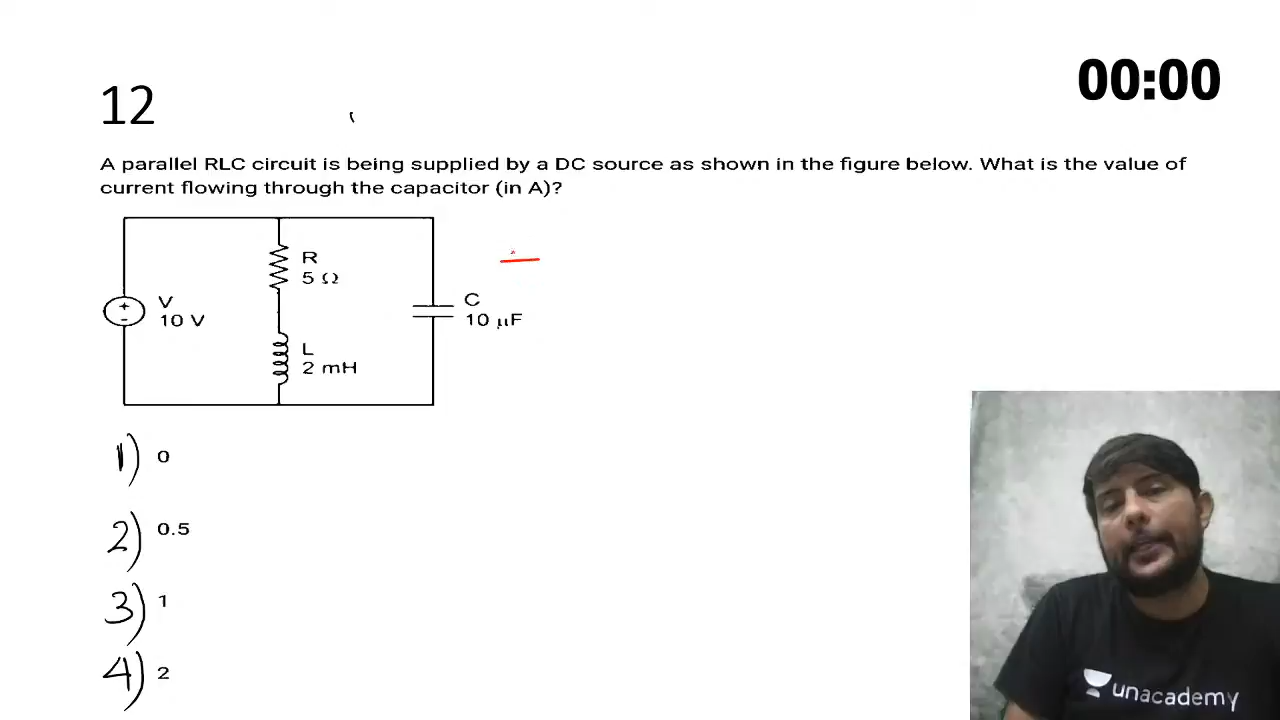 00:00
12
A parallel RLC circuit is being supplied by a DC source as shown in the figure below. What is the value of
current flowing through the capacitor (in A)?
R
5 Ω
V
10 V
C
10 μF
L
2 mH
1) 0
2) 0.5
3) 1
4) 2
unacademy